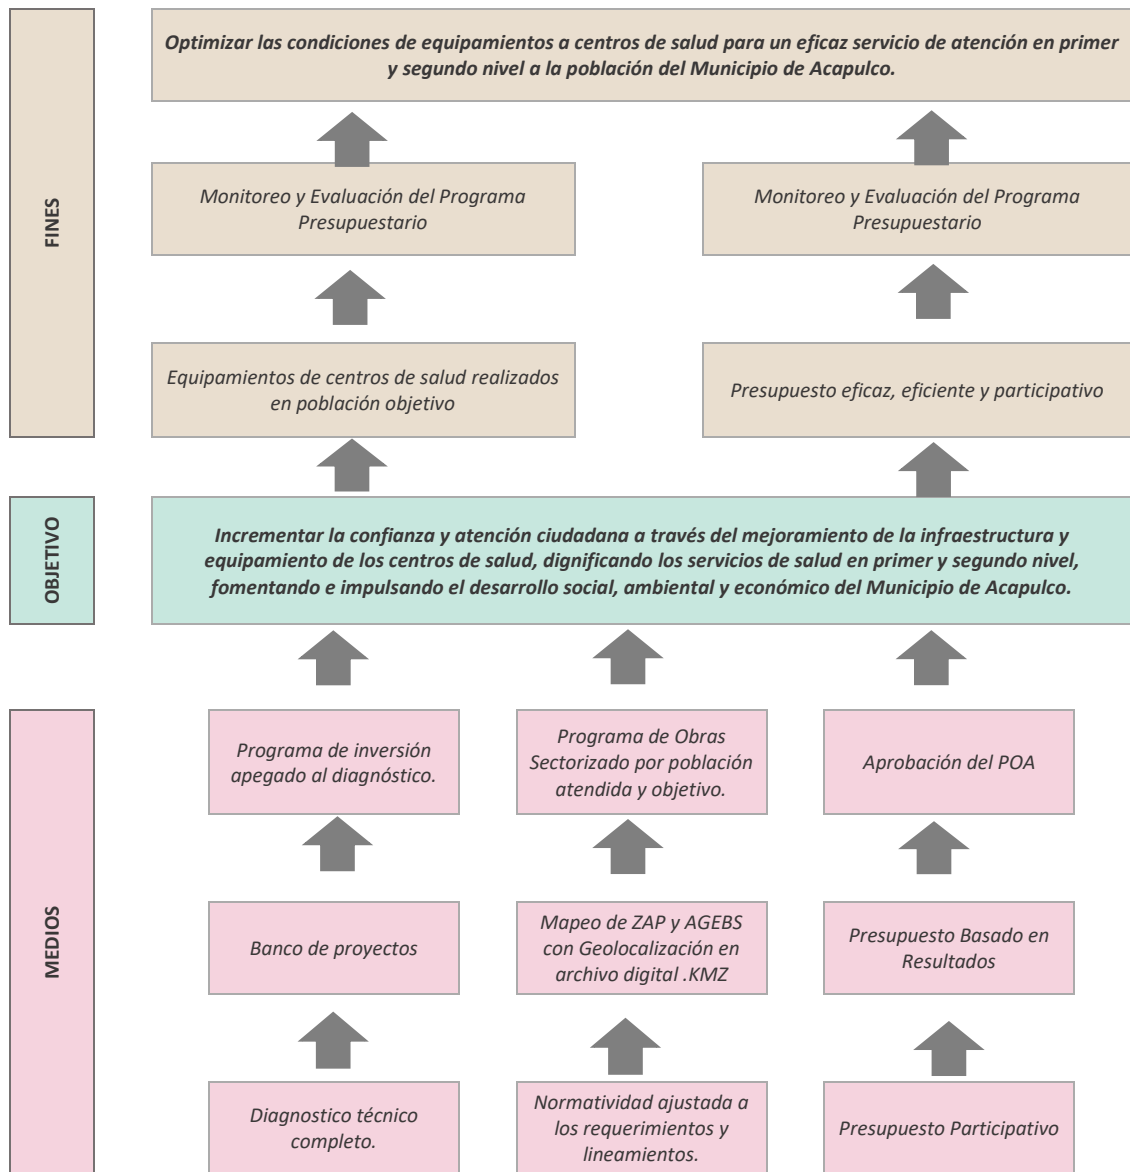 FINES
Optimizar las condiciones de equipamientos a centros de salud para un eficaz servicio de atención en primer
y segundo nivel a la población del Municipio de Acapulco.
Monitoreo y Evaluación del Programa
Presupuestario
Monitoreo y Evaluación del Programa
Presupuestario
Equipamientos de centros de salud realizados
en población objetivo
Presupuesto eficaz, eficiente y participativo
OBJETIVO
Incrementar la confianza y atención ciudadana a través del mejoramiento de la infraestructura y
equipamiento de los centros de salud, dignificando los servicios de salud en primer y segundo nivel,
fomentando e impulsando el desarrollo social, ambiental y económico del Municipio de Acapulco.
MEDIOS
Programa de inversión
apegado al diagnóstico.
Programa de Obras
Sectorizado por población
atendida y objetivo.
Aprobación del POA
Banco de proyectos
Mapeo de ZAP y AGEBS
con Geolocalización en
archivo digital .KMZ
Presupuesto Basado en
Resultados
Diagnostico técnico
completo.
Normatividad ajustada a
los requerimientos y
lineamientos.
Presupuesto Participativo